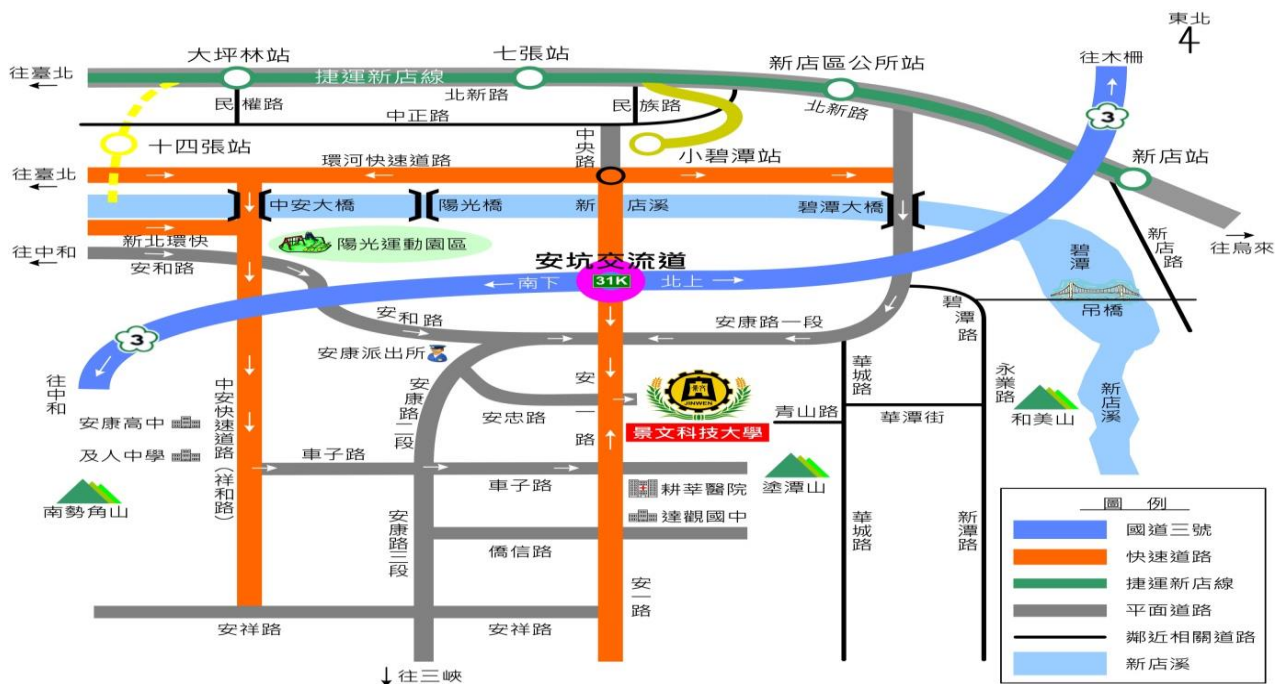 東北
4
往木柵
大坪林站
七張站
新店區公所站
往臺北
捷運新店線
北新路
北新路
民權路
中正路
民族路
3
十四張站
中央路
小碧潭站
新店站
環河快速道路
往臺北
中安大橋
陽光橋
新店溪
碧潭大橋
往烏來
新北環快
陽光運動園區
新店路
往中和
安和路
安坑交流道
碧潭
南下
31K
北上
吊橋
碧潭路
3
安和路
安康路一段
安康派出所
往中和
中安快速道路(祥和路)
安康路二段
安一路
JINWEN
華城路
永業路
新店溪
安忠路
青山路
華潭街
和美山
安康高中
景文科技大學
及人中學
車子路
車子路
耕莘醫院
塗潭山
南勢角山
達觀國中
安康路三段
僑信路
華城路
新潭路
安一路
安祥路
安祥路
往三峽
圖例
國道三號
快速道路
捷運新店線
平面道路
鄰近相關道路
新店溪